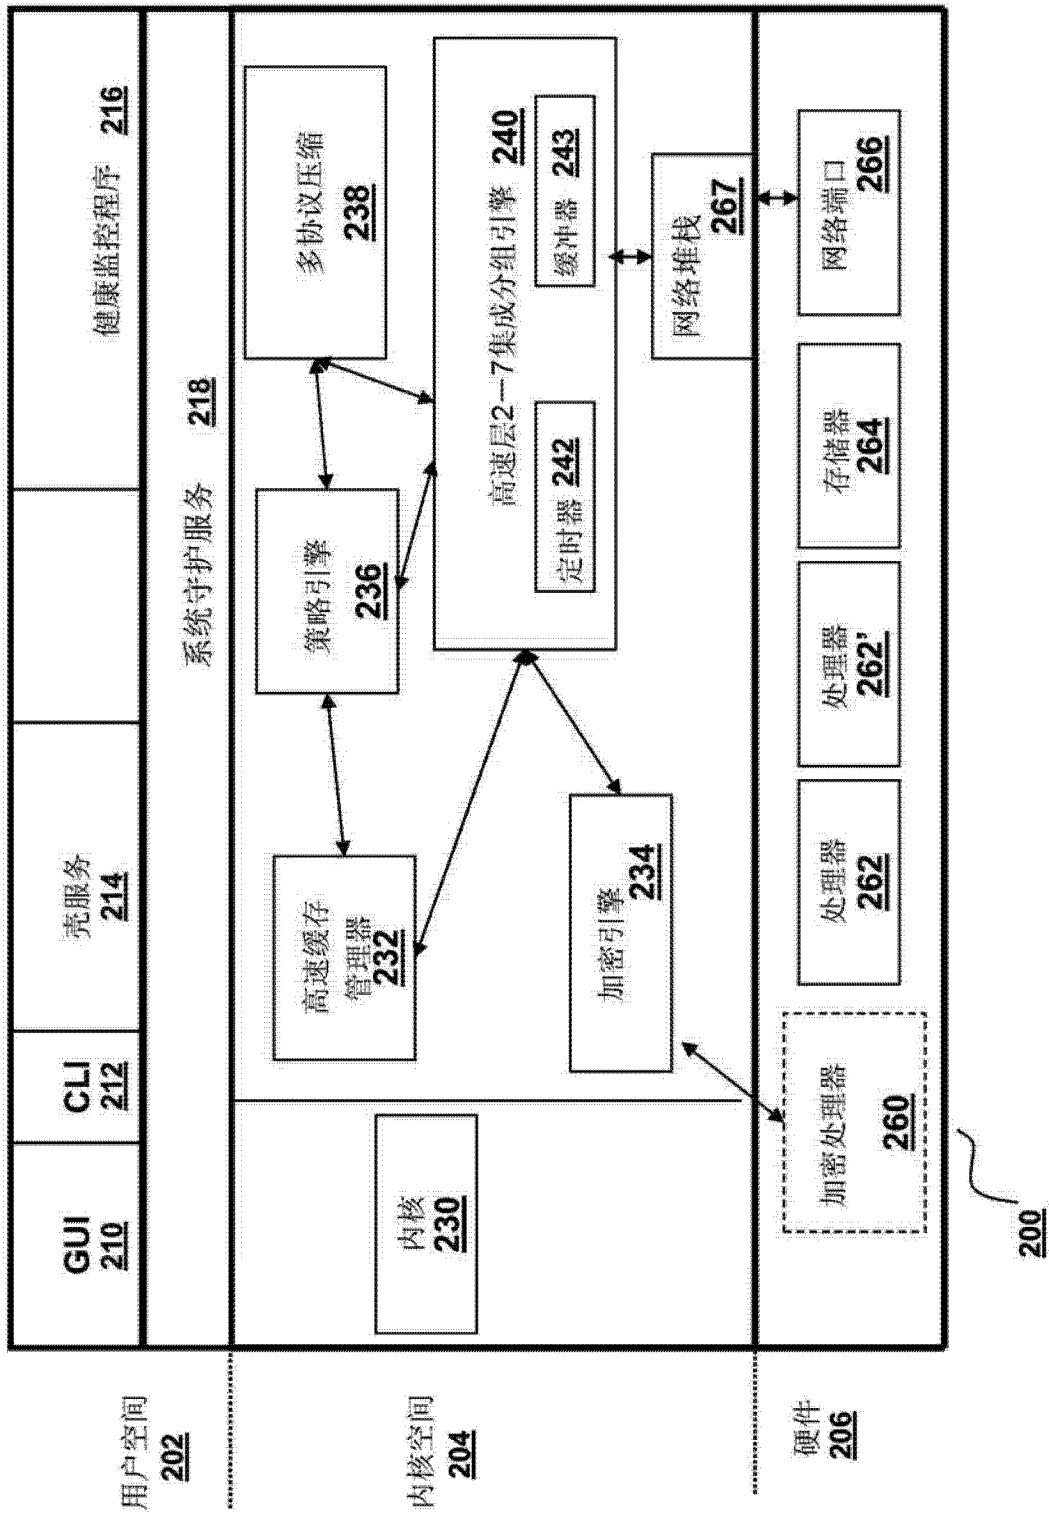 用户空间
202
GUI
210
CLI
212
壳服务
214
健康监控程序
216
系统守护服务
218
内核空间
204
内核
230
高速缓存
管理器
232
策略引擎
236
多协议压缩
238
高速层2—7集成分组引擎
240
定时器
242
缓冲器
243
加密引擎
234
网络堆栈
267
硬件
206
加密处理器
260
处理器
262
处理器
262’
存储器
264
网络端口
266
200